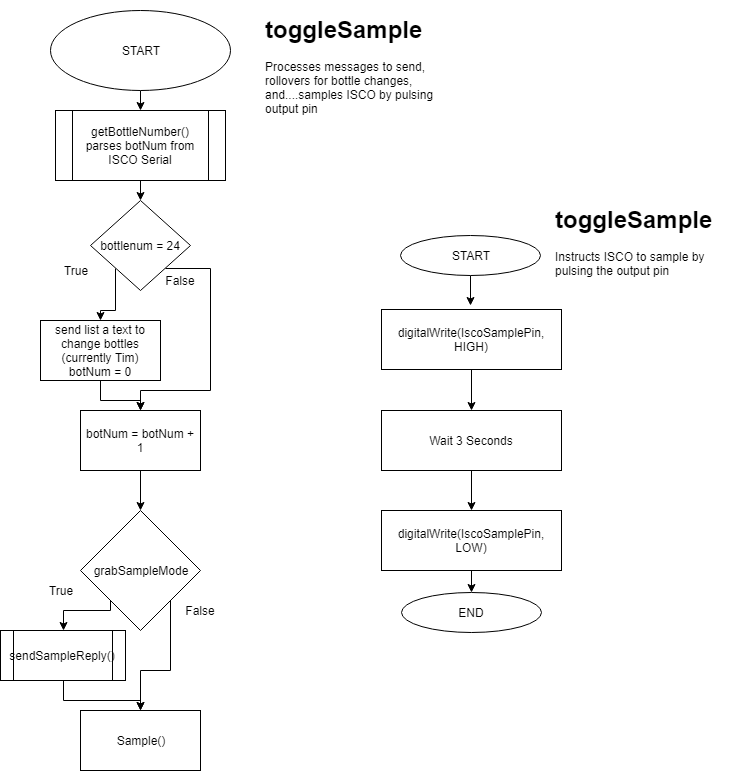 toggleSample
Processes messages to send,
rollovers for bottle changes,
and....samples ISCO by pulsing
output pin
START
getBottleNumber()
parses botNum from
ISCO Serial
bottlenum = 24
True
False
send list a text to
change bottles
(currently Tim)
botNum = 0
botNum = botNum +
1
grabSampleMode
True
False
sendSampleReply()
Sample()
toggleSample
Instructs ISCO to sample by
pulsing the output pin
START
digitalWrite(IscoSamplePin,
HIGH)
Wait 3 Seconds
digitalWrite(IscoSamplePin,
LOW)
END